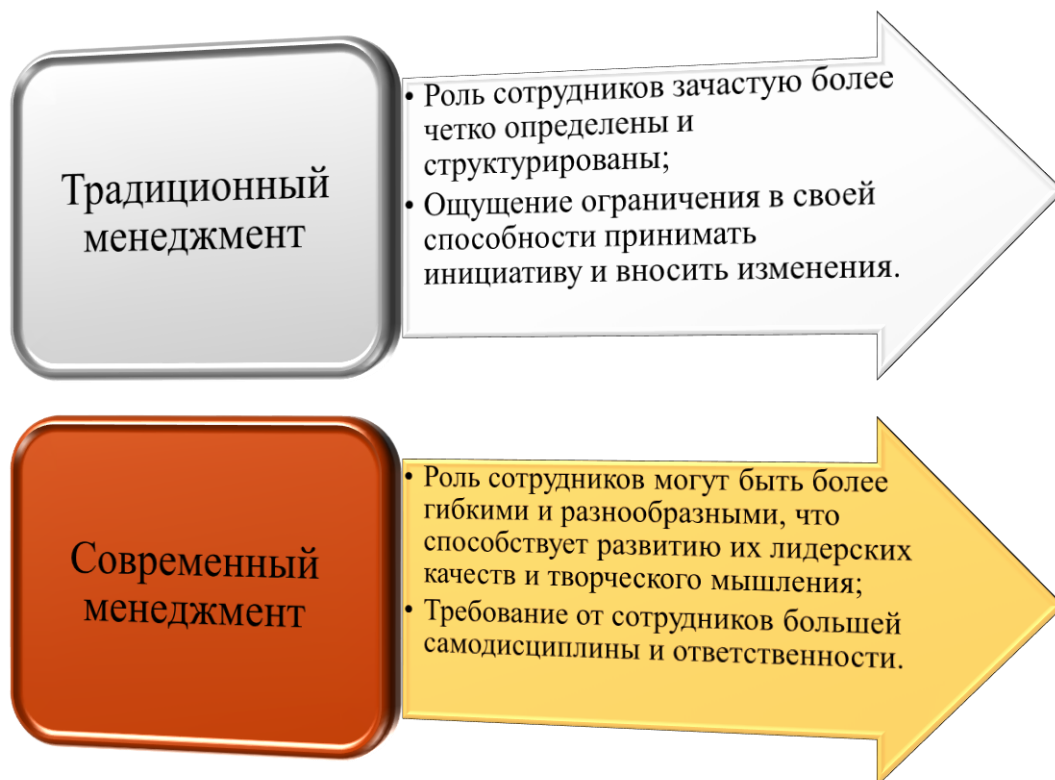 Традиционный
менеджмент
• Роль сотрудников зачастую более
четко определены и
структурированы;
• Ощущение ограничения в своей
способности принимать
инициативу и вносить изменения.
Современный
менеджмент
• Роль сотрудников могут быть более
гибкими и разнообразными, что
способствует развитию их лидерских
качеств и творческого мышления;
• Требование от сотрудников большей
самодисциплины и ответственности.